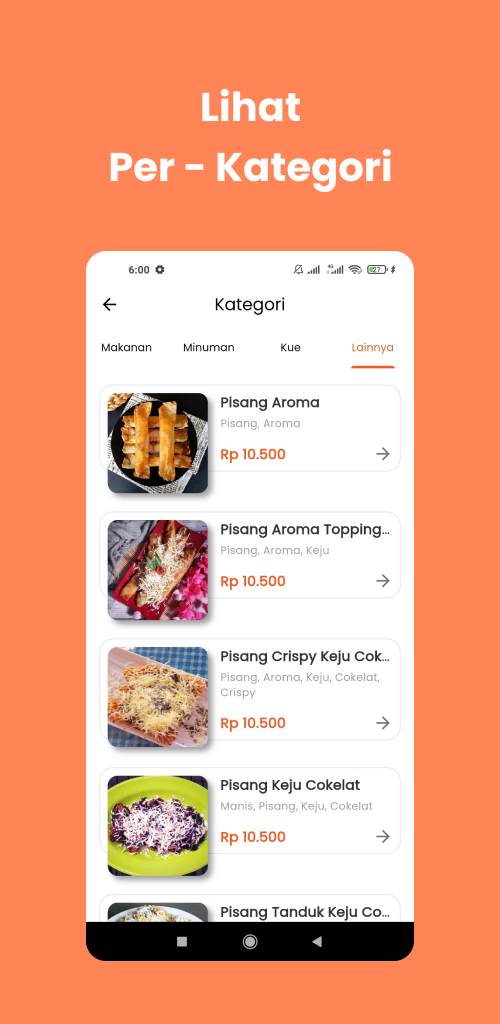 Lihat
Per - Kategori
6:00
4G
27
Kategori
Makanan Minuman Kue Lainnya
Pisang Aroma
Pisang, Aroma
Rp 10.500
Pisang Aroma Topping...
Pisang, Aroma, Keju
Rp 10.500
Pisang Crispy Keju Cok...
Pisang, Aroma, Keju, Cokelat,
Crispy
Rp 10.500
Pisang Keju Cokelat
Manis, Pisang, Keju, Cokelat
Rp 10.500
Pisang Tanduk Keju Co...